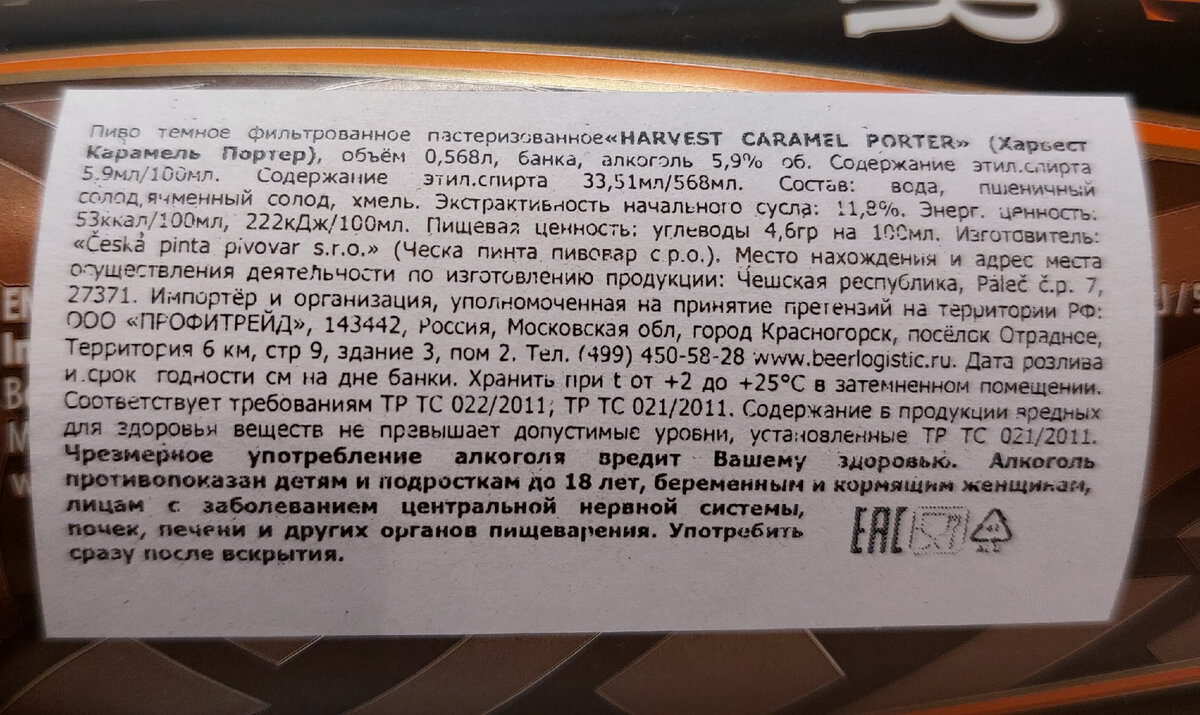 R
Пиво темное фильтрованное пастеризованное«HARVEST CARAMEL PORTER» (Харвест
Карамель Портер), объём 0,568л, банка, алкоголь 5,9% об. Содержание этил.спирта
5,9мл/100мл. Содержание этил.спирта 33,51мл/568мл. Состав: вода, пшеничный
солод,ячменный солод, хмель. Экстрактивность начального сусла: 11,8%. Энерг. ценность:
53ккал/100мл, 222кДж/100мл. Пищевая ценность: углеводы 4,6гр на 100мл. Изготовитель:
«Česká pinta pivovar s.r.o.» (Ческа пинта пивовар с.р.о.). Место нахождения и адрес места
осуществления деятельности по изготовлению продукции: Чешская республика, Páleč č.p. 7,
27371. Импортёр и организация, уполномоченная на принятие претензий на территории РФ:
ООО «ПРОФИТРЕЙД», 143442, Россия, Московская обл, город Красногорск, посёлок Отрадное,
Территория 6 км, стр 9, здание 3, пом 2. Тел. (499) 450-58-28 www.beerlogistic.ru. Дата розлива
и срок годности см на дне банки. Хранить при t от +2 до +25°С в затемненном помещении.
Соответствует требованиям ТР ТС 022/2011; ТР ТС 021/2011. Содержание в продукции вредных
для здоровья веществ не превышает допустимые уровни, установленные ТР ТС 021/2011.
Чрезмерное употребление алкоголя вредит Вашему здоровью. Алкоголь
противопоказан детям и подросткам до 18 лет, беременным и кормящим женщинам,
лицам с заболеванием центральной нервной системы,
почек, печени и других органов пищеварения. Употребить
сразу после вскрытия.
EAC